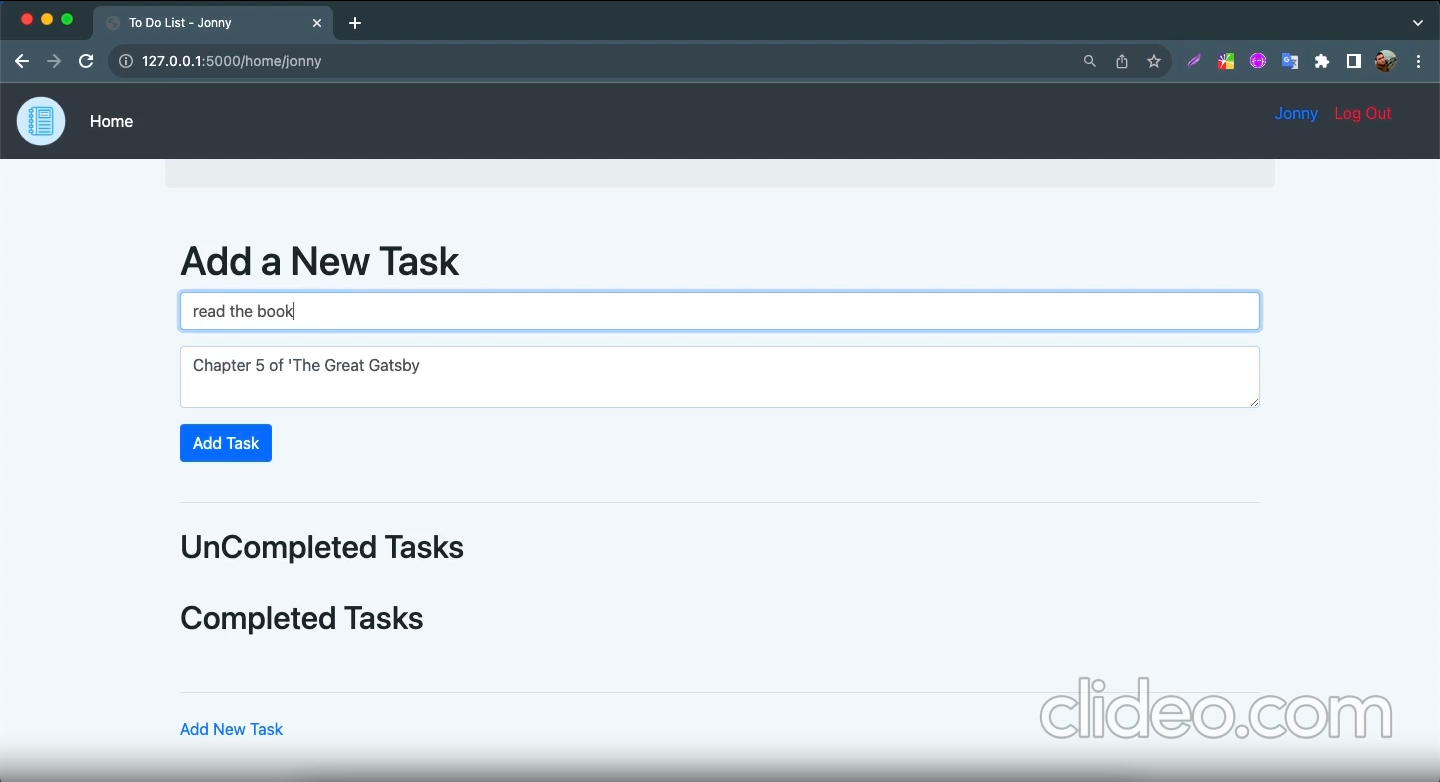 To Do List - Jonny
127.0.0.1:5000/home/jonny
Home
Jonny
Log Out
Add a New Task
read the book
Chapter 5 of 'The Great Gatsby
Add Task
UnCompleted Tasks
Completed Tasks
Add New Task
clideo.com